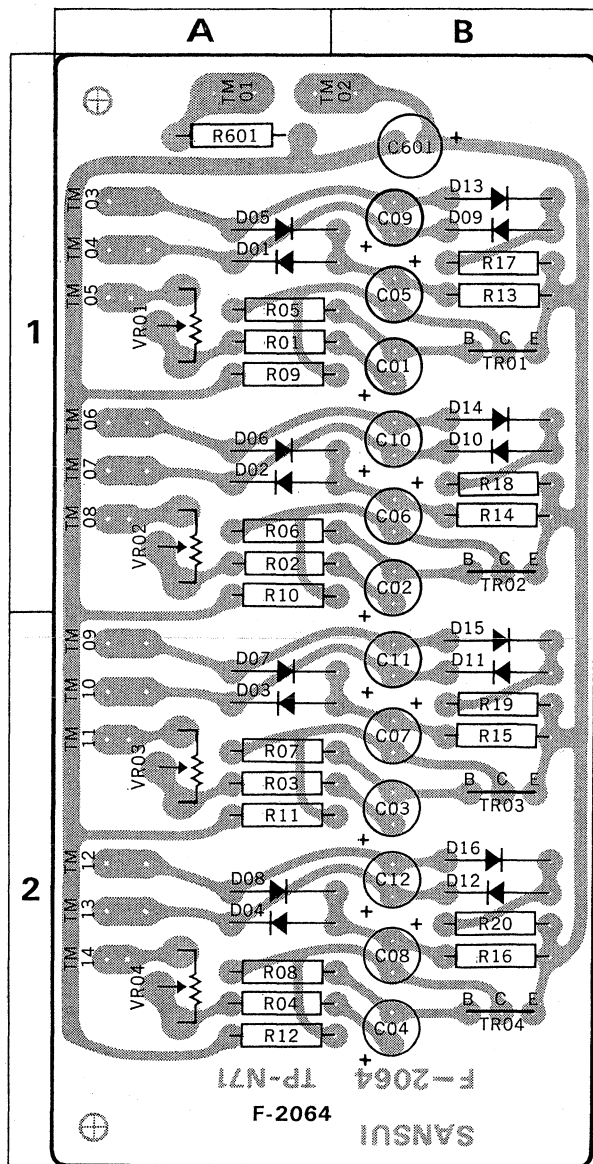 A B
TM 01 TM 02
R601 C601 +
TM 03 D05 C09 D13
D09
TM 04 D01 + + R17
TM 05 VR01 R05 C05 R13
R01 C01 B C E
R09 TR01
1
+
TM 06 D06 C10 D14
D10
TM 07 D02 + + R18
TM 08 VR02 R06 C06 R14
R02 C02 B C E
R10 TR02
+
TM 09 D07 C11 D15
D11
TM 10 D03 + + R19
TM 11 VR03 R07 C07 R15
R03 C03 B C E
R11 TR03
+
TM 12 D08 C12 D16
D12
2
TM 13 D04 + + R20
TM 14 VR04 R08 C08 R16
R04 C04 B C E
R12 TR04
+
TP-N71 F-2064
F-2064
SANSUI